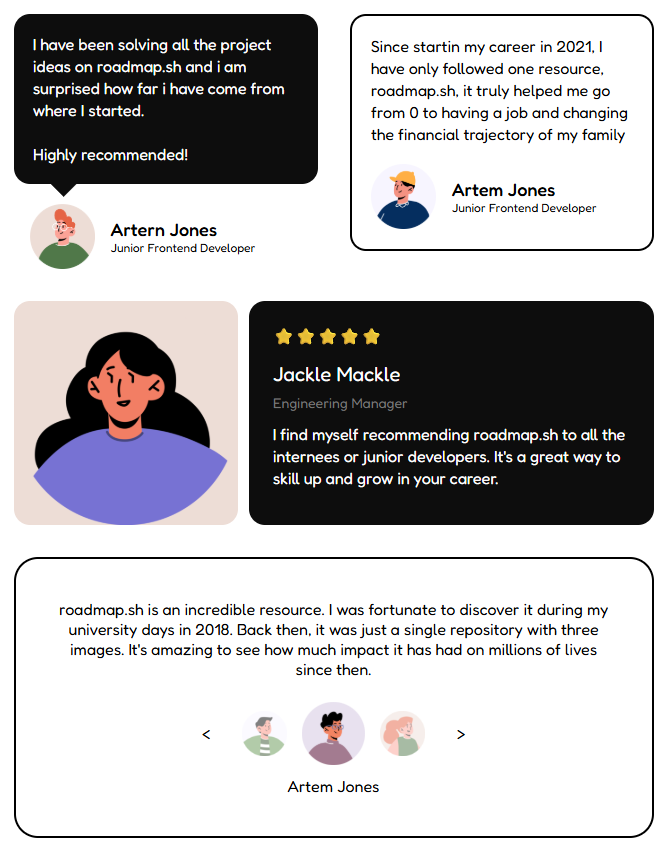 I have been solving all the project
ideas on roadmap.sh and i am
surprised how far i have come from
where I started.
Highly recommended!
Artern Jones
Junior Frontend Developer
Since startin my career in 2021, I
have only followed one resource,
roadmap.sh, it truly helped me go
from 0 to having a job and changing
the financial trajectory of my family
Artem Jones
Junior Frontend Developer
Jackle Mackle
Engineering Manager
I find myself recommending roadmap.sh to all the
internees or junior developers. It's a great way to
skill up and grow in your career.
roadmap.sh is an incredible resource. I was fortunate to discover it during my
university days in 2018. Back then, it was just a single repository with three
images. It's amazing to see how much impact it has had on millions of lives
since then.
< >
Artem Jones